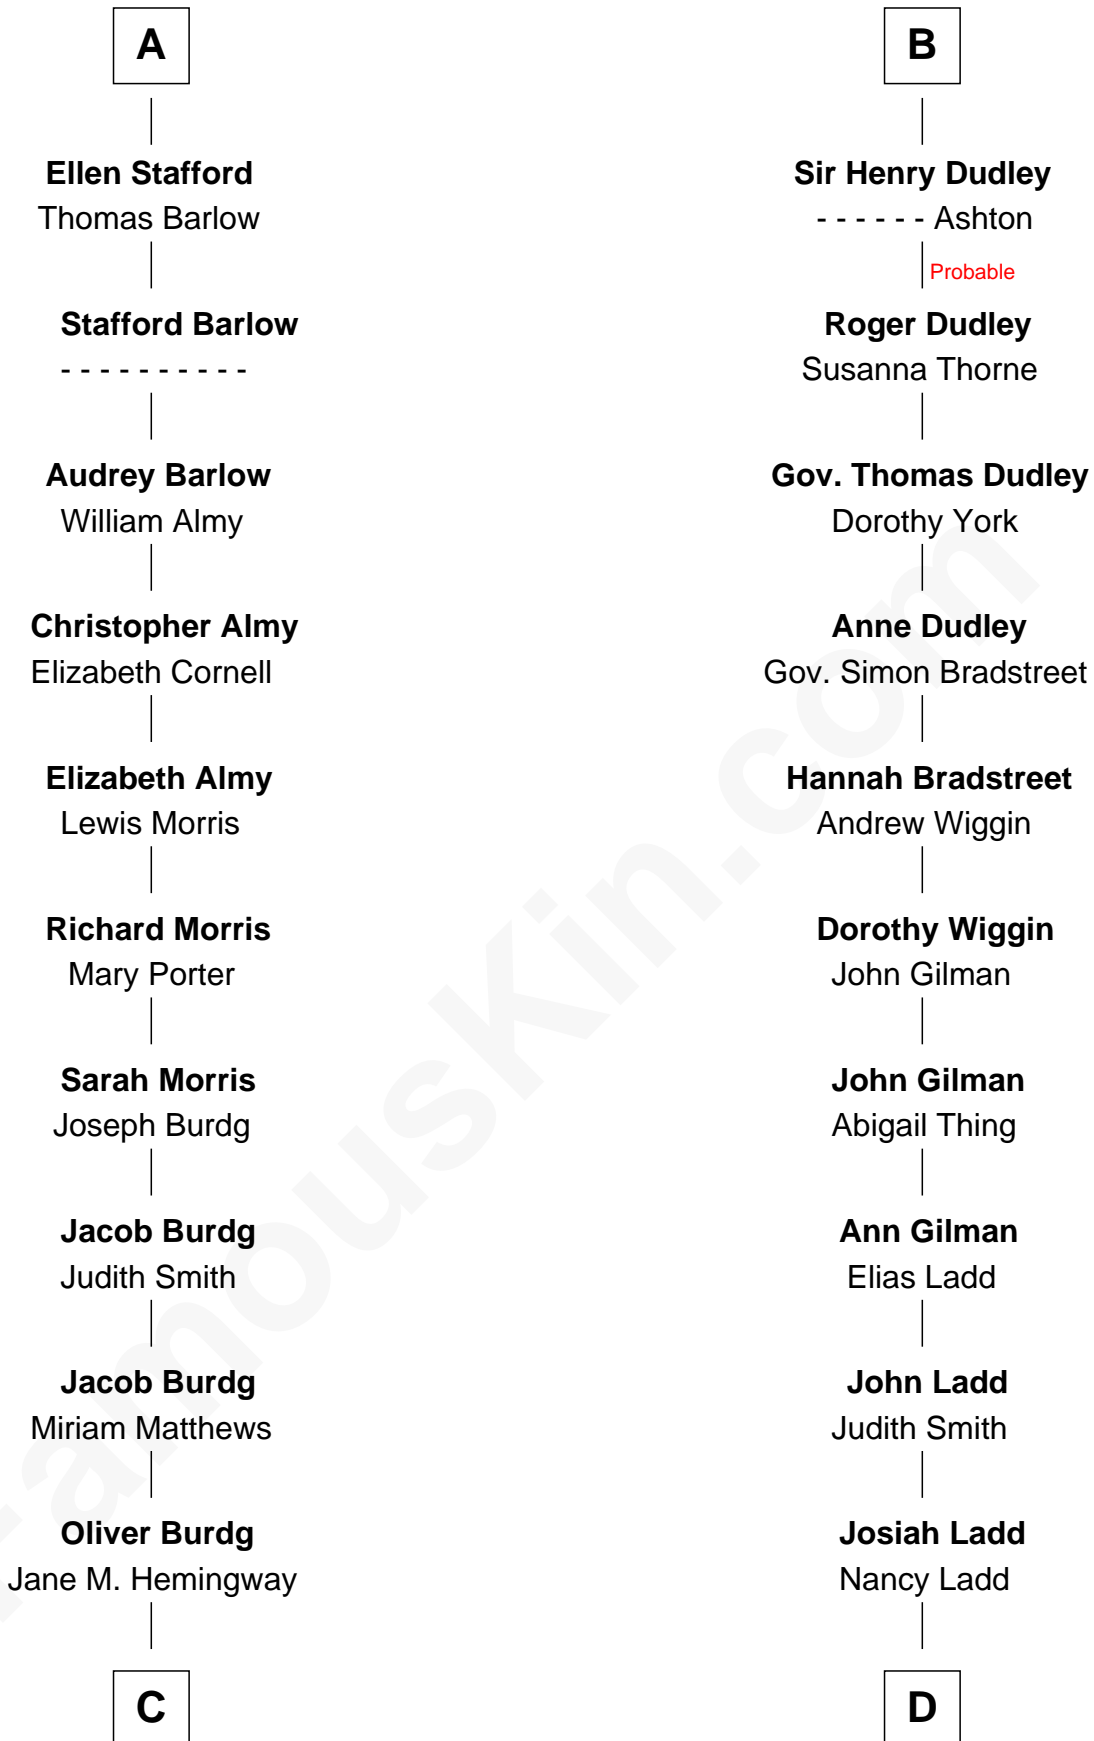 A
Ellen Stafford
Thomas Barlow
Stafford Barlow
- - - - - - - - - -
Audrey Barlow
William Almy
Christopher Almy
Elizabeth Cornell
Elizabeth Almy
Lewis Morris
Richard Morris
Mary Porter
Sarah Morris
Joseph Burdg
Jacob Burdg
Judith Smith
Jacob Burdg
Miriam Matthews
Oliver Burdg
Jane M. Hemingway
C
B
Sir Henry Dudley
- - - - - - Ashton
Probable
Roger Dudley
Susanna Thorne
Gov. Thomas Dudley
Dorothy York
Anne Dudley
Gov. Simon Bradstreet
Hannah Bradstreet
Andrew Wiggin
Dorothy Wiggin
John Gilman
John Gilman
Abigail Thing
Ann Gilman
Elias Ladd
John Ladd
Judith Smith
Josiah Ladd
Nancy Ladd
D
FamousKin.com